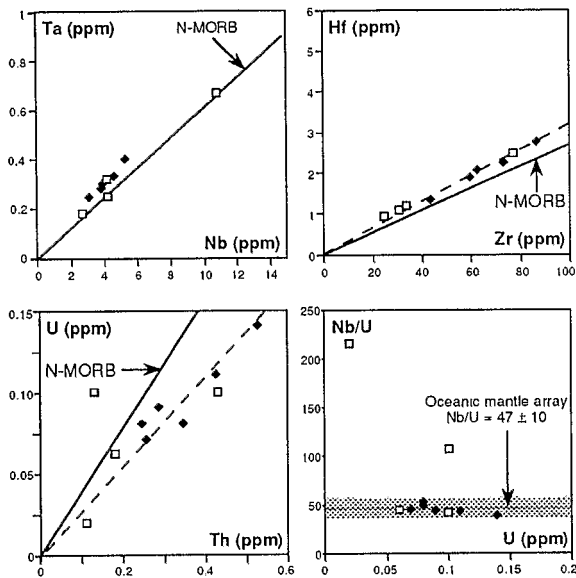 Ta (ppm)
N-MORB
1
0.8
0.6
0.4
0.2
0
0 2 4 6 8 10 12 14
Nb (ppm)
Hf (ppm)
6
5
4
3
2
1
0
N-MORB
Zr (ppm)
0 20 40 60 80 100
U (ppm)
0.15
N-MORB
0.10
0.05
0
Th (ppm)
0 0.2 0.4 0.6
Nb/U
250
200
150
100
50
0
Oceanic mantle array
Nb/U = 47 ± 10
U (ppm)
0 0.05 0.1 0.15 0.2